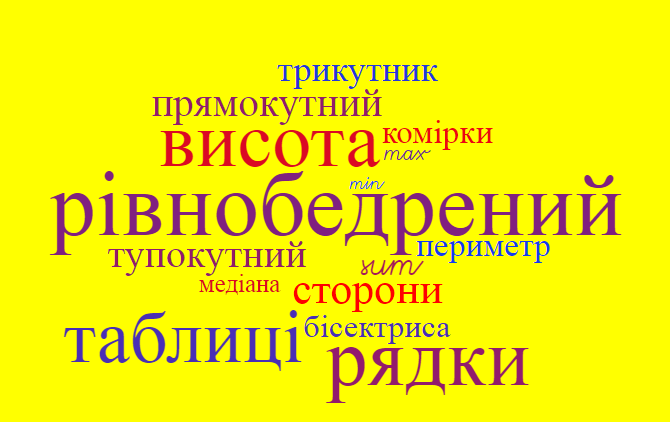 трикутник
прямокутний
висота комірки
max
min
рівнобедрений
тупокутний периметр
sum
медіана сторони
таблиці бісектриса
рядки